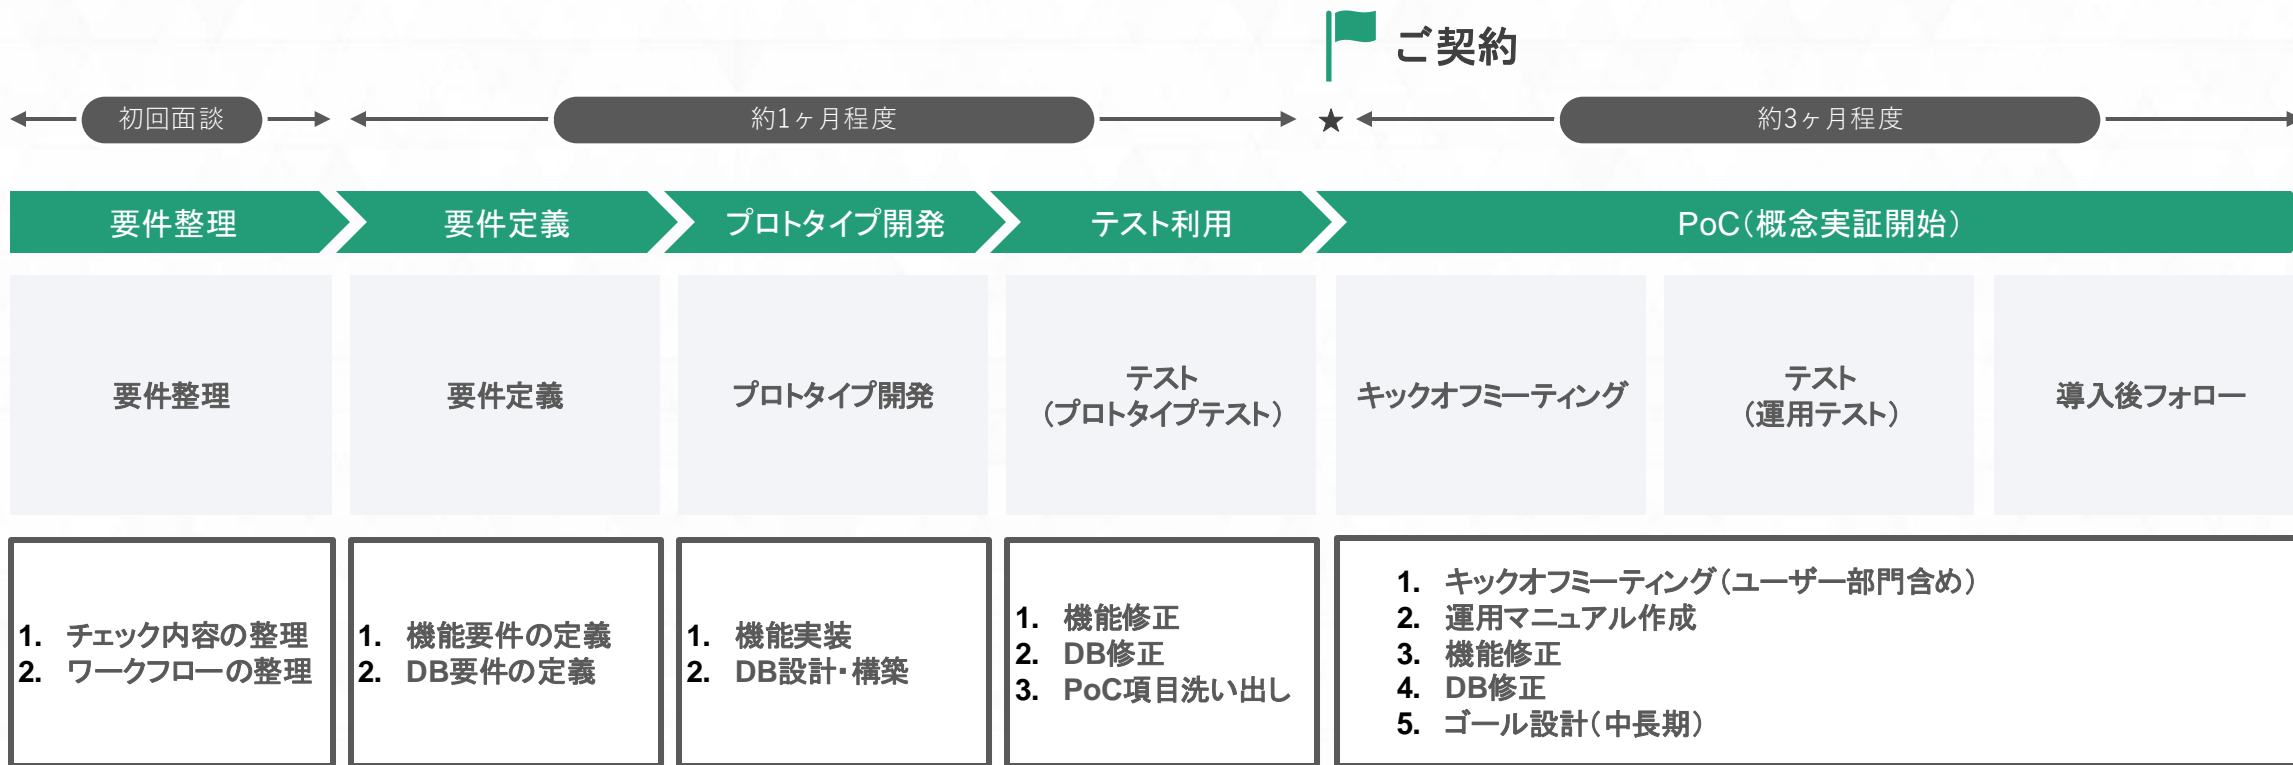 ご契約
初回面談
約1ヶ月程度
★
約3ヶ月程度
要件整理
要件定義
プロトタイプ開発
テスト利用
PoC（概念実証開始）
要件整理
要件定義
プロトタイプ開発
テスト
（プロトタイプテスト）
キックオフミーティング
テスト
（運用テスト）
導入後フォロー
1. チェック内容の整理
2. ワークフローの整理
1. 機能要件の定義
2. DB要件の定義
1. 機能実装
2. DB設計・構築
1. 機能修正
2. DB修正
3. PoC項目洗い出し
1. キックオフミーティング（ユーザー部門含め）
2. 運用マニュアル作成
3. 機能修正
4. DB修正
5. ゴール設計（中長期）